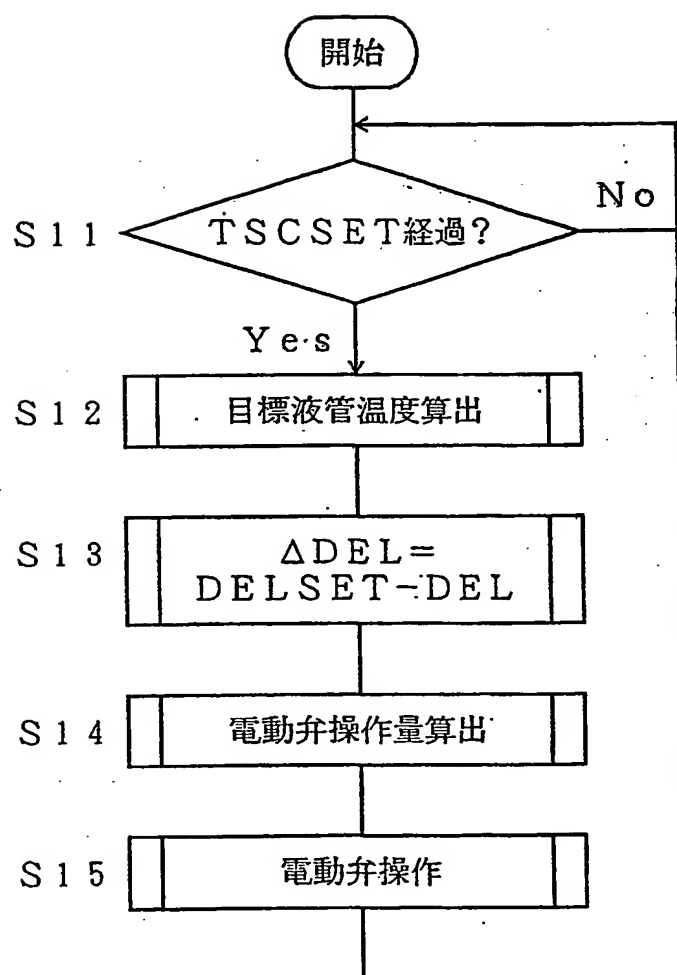 開始
No
S11 TSCSET経過?
Yes
S12 目標液管温度算出
S13 ΔDEL=
DELSET-DEL
S14 電動弁操作量算出
S15 電動弁操作